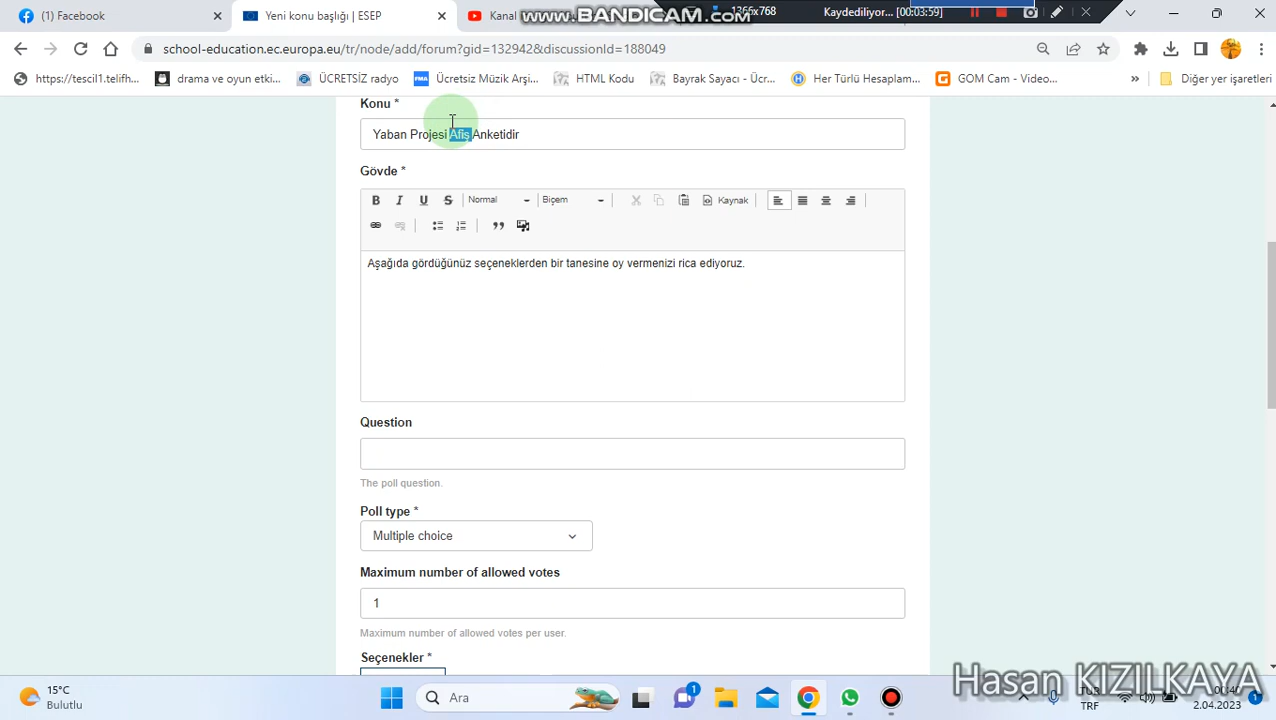 (1) Facebook
Yeni konu başlığı | ESEP
Kanal
www.BANDICAM.com
1366x768
Kaydediliyor... [00:03:59]
school-education.ec.europa.eu/tr/node/add/forum?gid=132942&discussionId=188049
https://tescil1.telifh...
drama ve oyun etki...
ÜCRETSİZ radyo
Ücretsiz Müzik Arşi...
HTML Kodu
Bayrak Sayacı - Ücr...
Her Türlü Hesaplam...
GOM Cam - Video...
»
Diğer yer işaretleri
Konu *
Yaban Projesi Afiş Anketidir
Gövde *
B I U S Normal Biçem Kaynak
Aşağıda gördüğünüz seçeneklerden bir tanesine oy vermenizi rica ediyoruz.
Question
The poll question.
Poll type *
Multiple choice
Maximum number of allowed votes
1
Maximum number of allowed votes per user.
Seçenekler *
Hasan KIZILKAYA
15°C
Bulutlu
Ara
1
TUR
TRF
2.04.2023
1